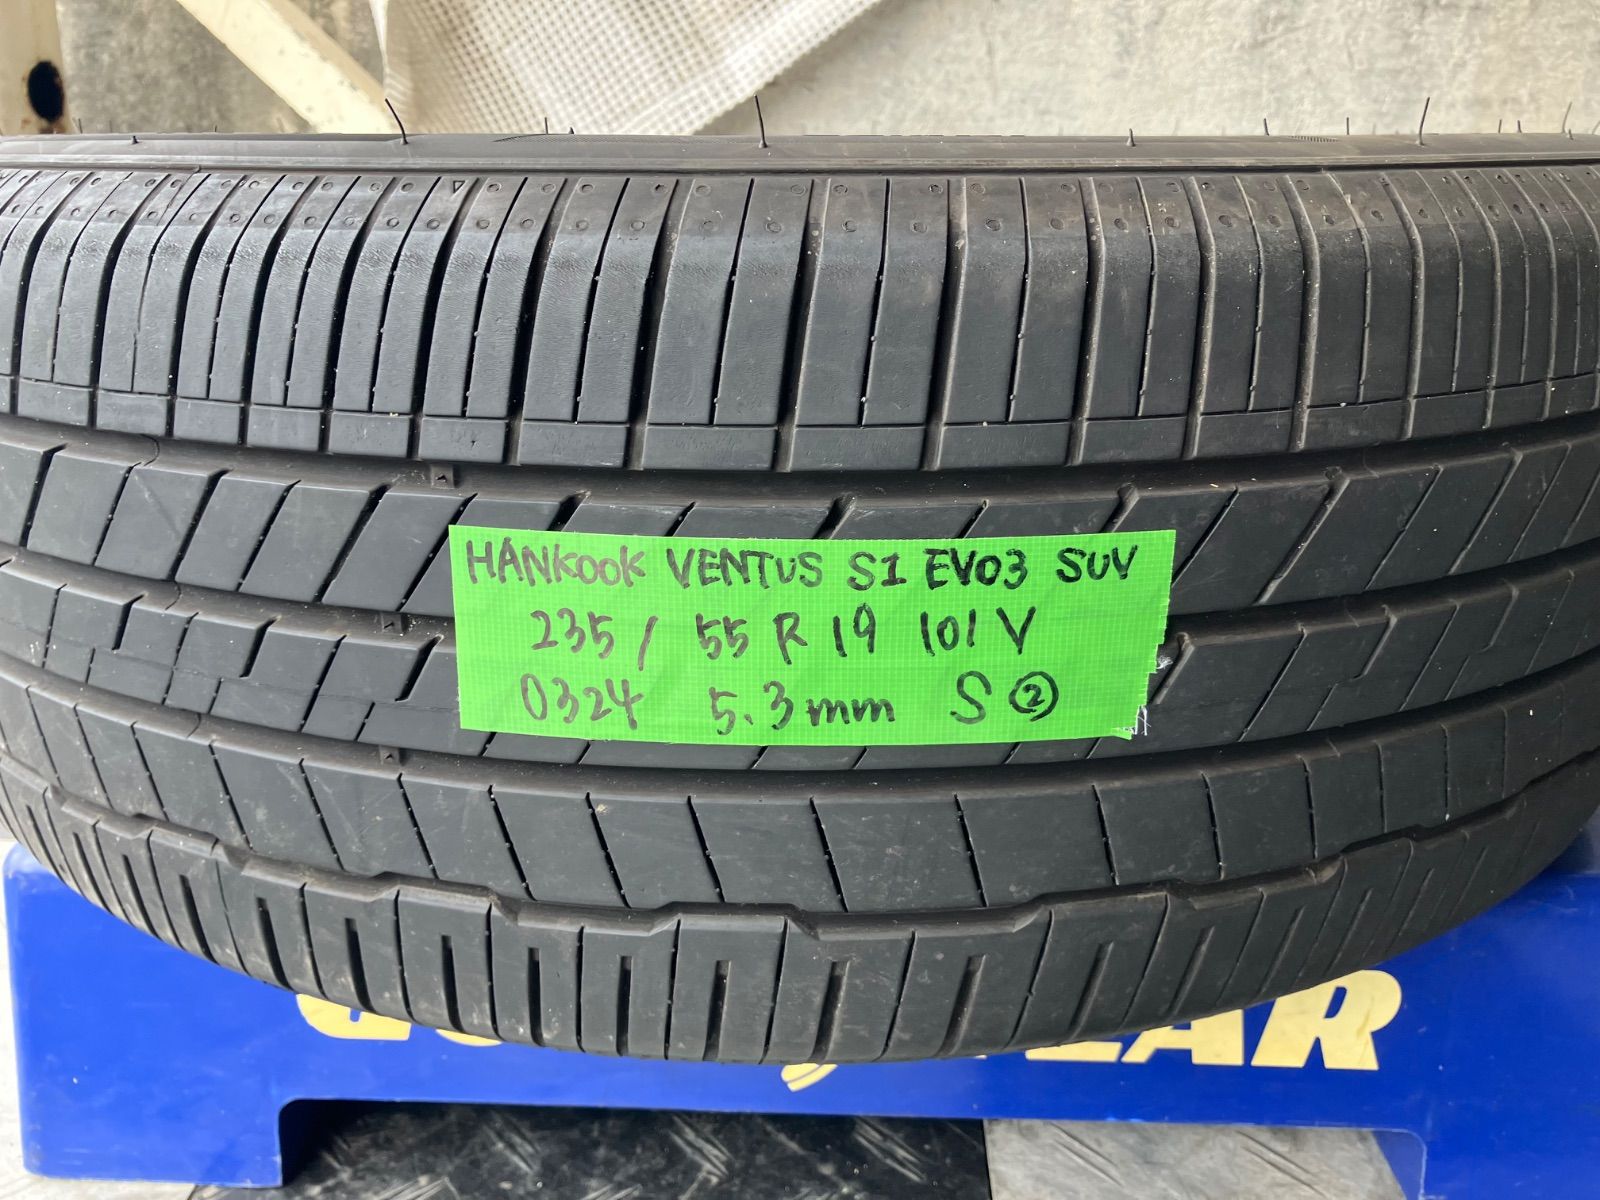 HANKOOK VENTUS S1 EVO3 SUV
235 / 55 R 19 101 V
0324 5.3mm S ②